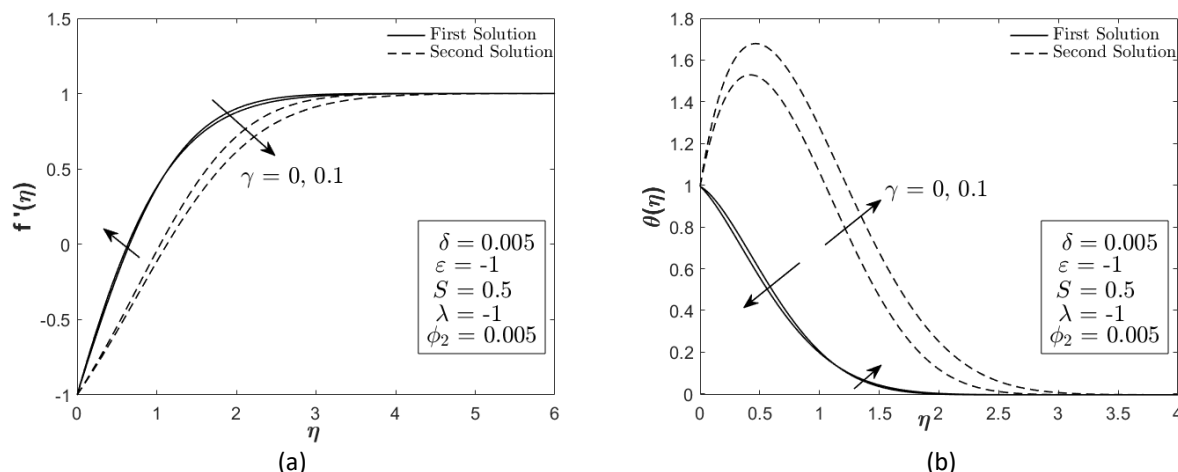 1.5
1
0.5
0
-0.5
-1
f '(η)
First Solution
Second Solution
γ = 0, 0.1
δ = 0.005
ε = -1
S = 0.5
λ = -1
ϕ2 = 0.005
0 1 2 3 4 5 6
η
(a)
1.8
1.6
1.4
1.2
1
0.8
0.6
0.4
0.2
0
θ(η)
First Solution
Second Solution
γ = 0, 0.1
δ = 0.005
ε = -1
S = 0.5
λ = -1
ϕ2 = 0.005
0 0.5 1 1.5 2 2.5 3 3.5 4
η
(b)